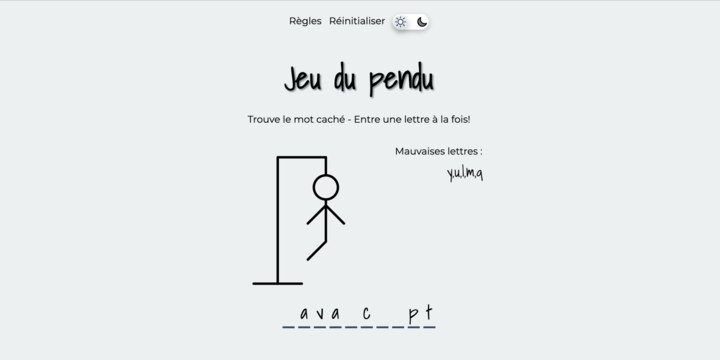 Règles Réinitialiser
Jeu du pendu
Trouve le mot caché - Entre une lettre à la fois!
Mauvaises lettres :
y,u,l,m,q
_ a v a _ c _ _ p t